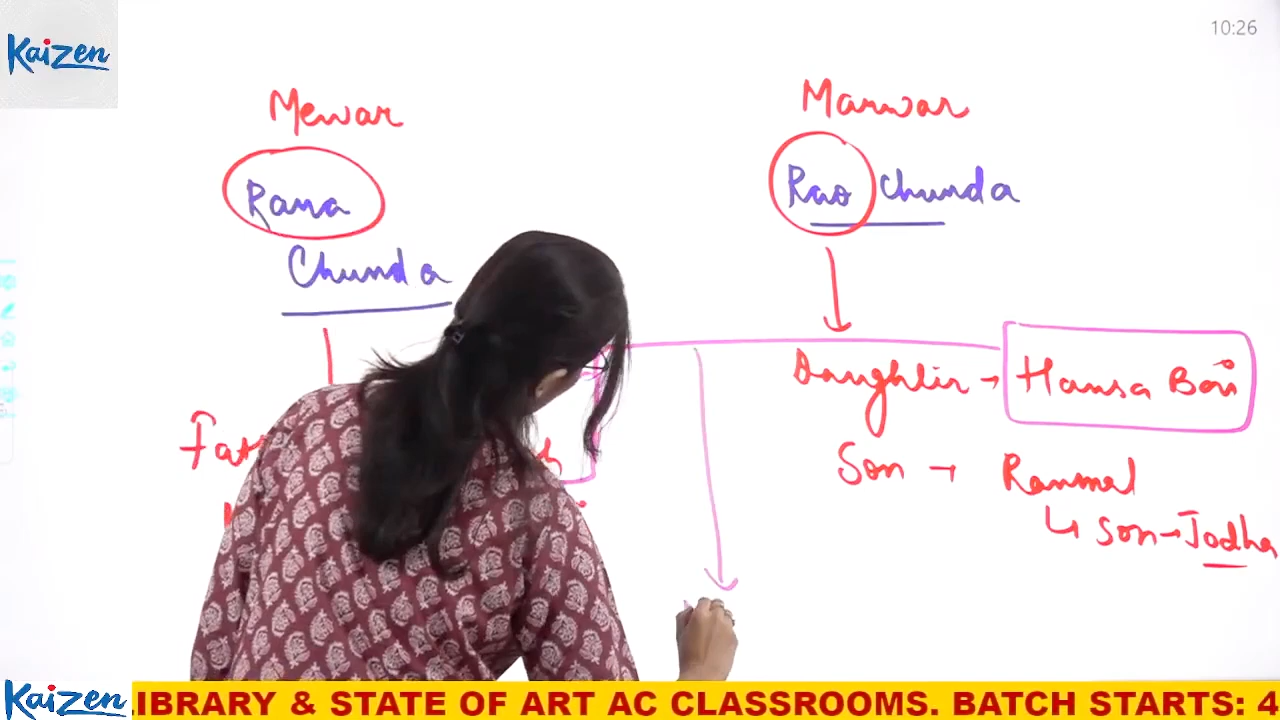 Kaizen
10:26
Mewar
Rana
Chunda
Marwar
Rao Chunda
Daughter → Hansa Bai
Son → Ranmal
↳ Son → Jodha
Kaizen
IBRARY & STATE OF ART AC CLASSROOMS. BATCH STARTS: 4